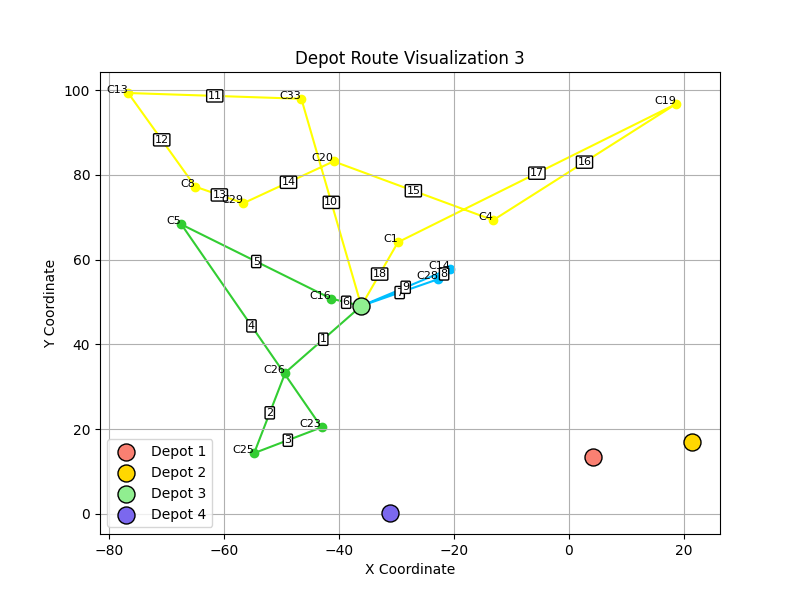 Depot Route Visualization 3
Y Coordinate
100
80
60
40
20
0
C13
11
C33
C19
12
C20
16
17
C8
14
13
C29
15
10
C5
C4
C1
5
18
C14
C28
8
9
7
C16
6
4
1
C26
2
C23
3
C25
Depot 1
Depot 2
Depot 3
Depot 4
−80
−60
−40
−20
0
20
X Coordinate